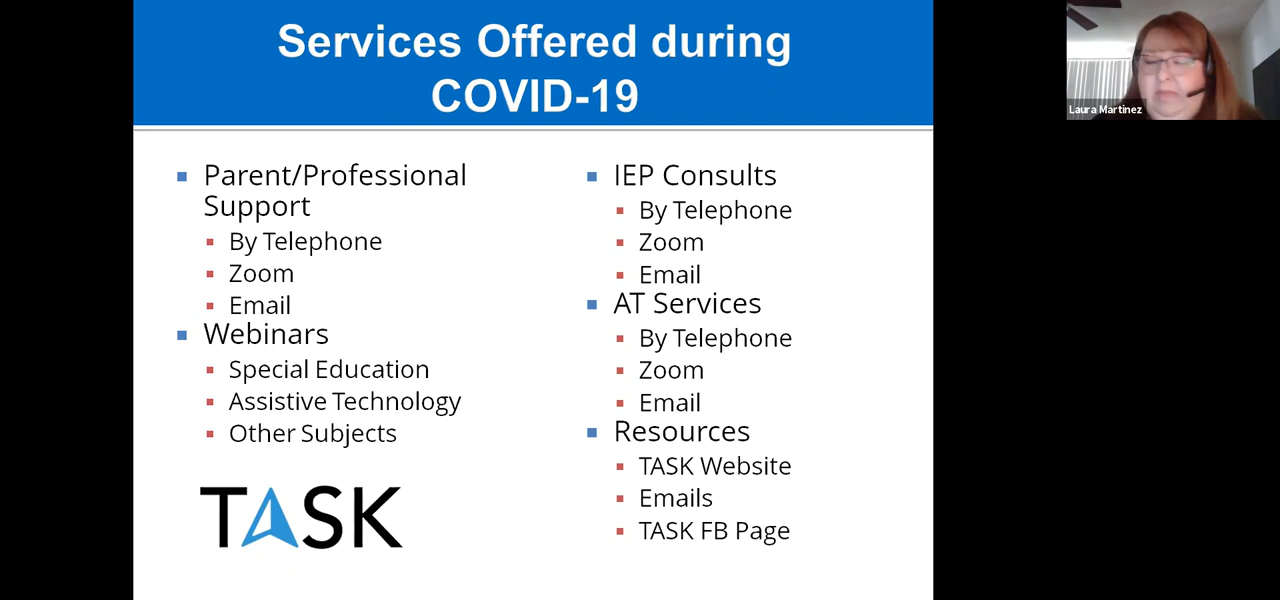 Services Offered during
COVID-19
Parent/Professional
Support
By Telephone
Zoom
Email
Webinars
Special Education
Assistive Technology
Other Subjects
TASK
IEP Consults
By Telephone
Zoom
Email
AT Services
By Telephone
Zoom
Email
Resources
TASK Website
Emails
TASK FB Page
Laura Martinez